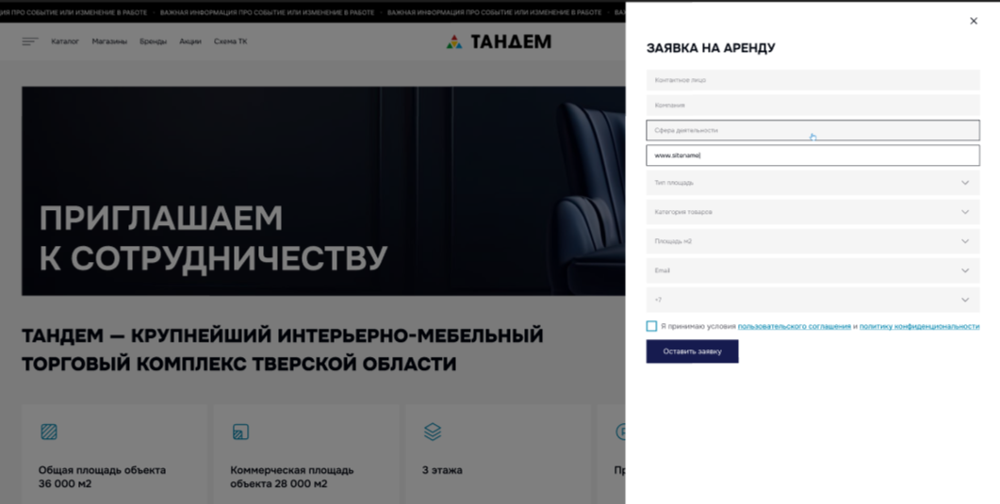 ИЯ ПРО СОБЫТИЕ ИЛИ ИЗМЕНЕНИЕ В РАБОТЕ · ВАЖНАЯ ИНФОРМАЦИЯ ПРО СОБЫТИЕ ИЛИ ИЗМЕНЕНИЕ В РАБОТЕ · ВАЖНАЯ ИНФОРМАЦИЯ ПРО СОБЫТИЕ ИЛИ ИЗМЕНЕНИЕ В РАБОТЕ · ВА
Каталог Магазины Бренды Акции Схема ТК ТАНДЕМ
ПРИГЛАШАЕМ
К СОТРУДНИЧЕСТВУ
ТАНДЕМ — КРУПНЕЙШИЙ ИНТЕРЬЕРНО-МЕБЕЛЬНЫЙ
ТОРГОВЫЙ КОМПЛЕКС ТВЕРСКОЙ ОБЛАСТИ
Общая площадь объекта
36 000 м2
Коммерческая площадь
объекта 28 000 м2
3 этажа
ЗАЯВКА НА АРЕНДУ
Контактное лицо
Компания
Сфера деятельности
www.sitename
Тип площадь
Категория товаров
Площадь м2
Email
+7
Я принимаю условия пользовательского соглашения и политику конфиденциальности
Оставить заявку